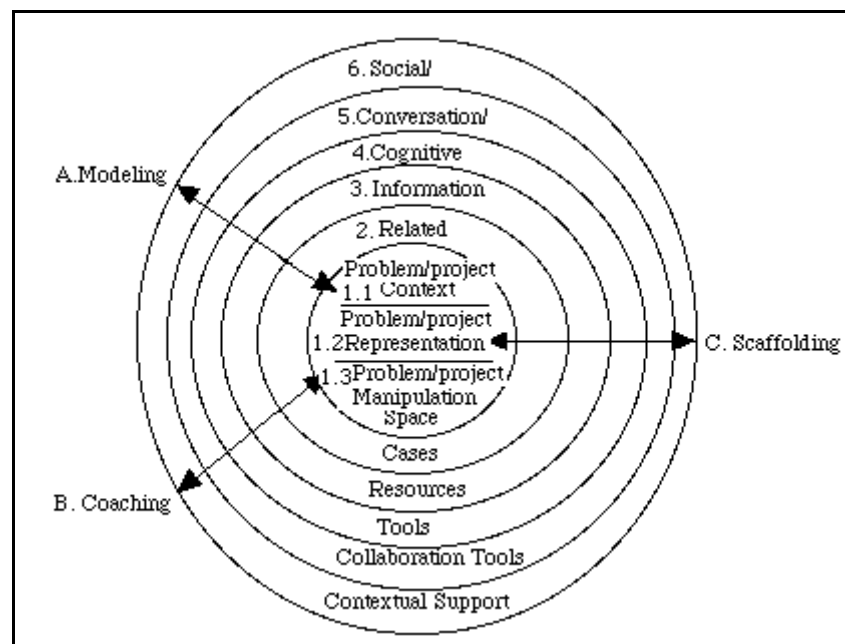 6. Social/
5.Conversation/
4.Cognitive
A.Modeling
3. Information
2. Related
Problem/project
1.1 Context
Problem/project
1.2Representation
C. Scaffolding
1.3Problem/project
Manipulation
Space
Cases
B. Coaching
Resources
Tools
Collaboration Tools
Contextual Support